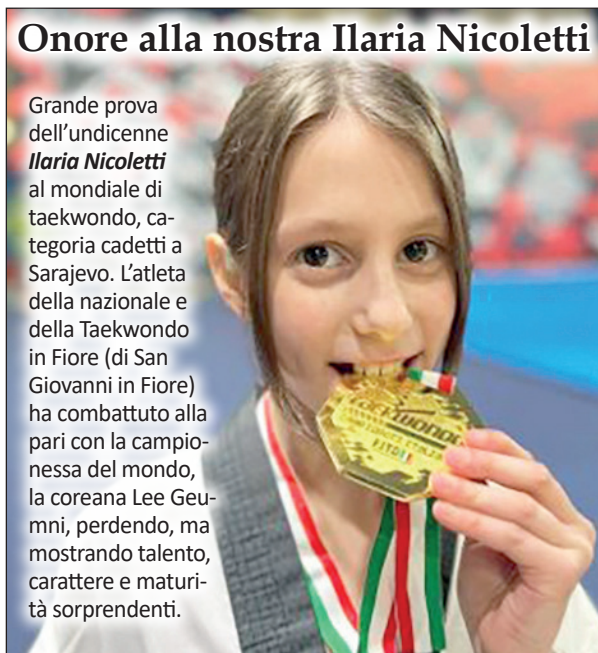 Onore alla nostra Ilaria Nicoletti
Grande prova
dell’undicenne
Ilaria Nicoletti
al mondiale di
taekwondo, ca-
tegoria cadetti a
Sarajevo. L’atleta
della nazionale e
della Taekwondo
in Fiore (di San
Giovanni in Fiore)
ha combattuto alla
pari con la campio-
nessa del mondo,
la coreana Lee Geu-
mni, perdendo, ma
mostrando talento,
carattere e maturi-
tà sorprendenti.